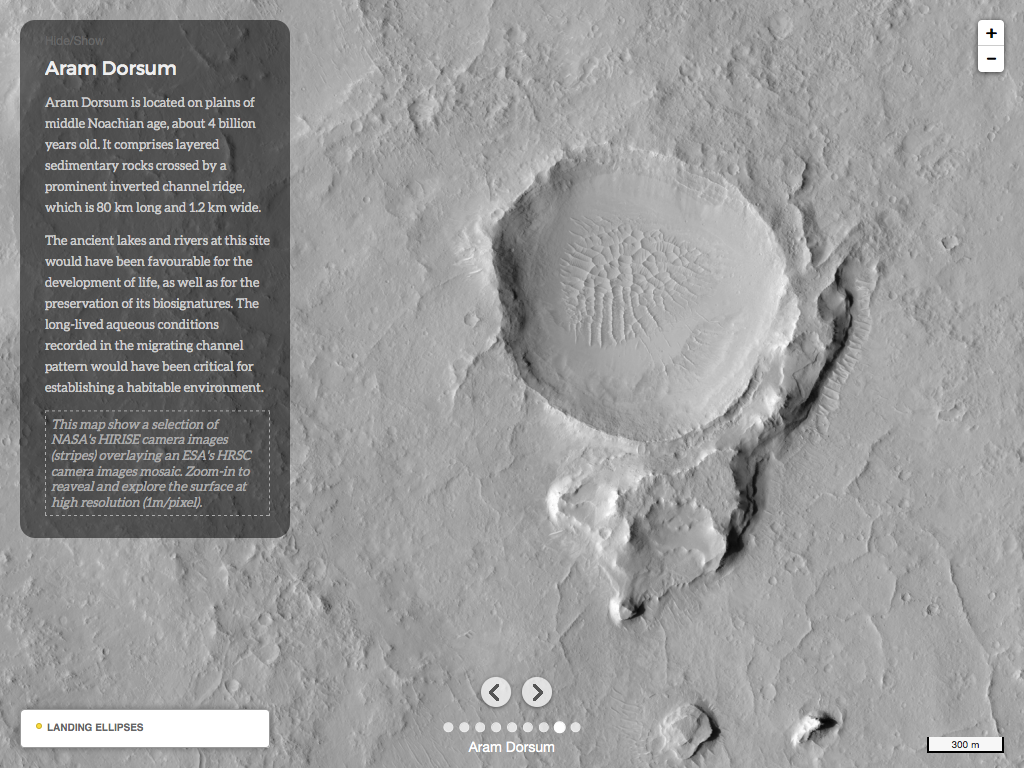 Hide/Show
Aram Dorsum
Aram Dorsum is located on plains of
middle Noachian age, about 4 billion
years old. It comprises layered
sedimentary rocks crossed by a
prominent inverted channel ridge,
which is 80 km long and 1.2 km wide.
The ancient lakes and rivers at this site
would have been favourable for the
development of life, as well as for the
preservation of its biosignatures. The
long-lived aqueous conditions
recorded in the migrating channel
pattern would have been critical for
establishing a habitable environment.
This map show a selection of
NASA's HIRISE camera images
(stripes) overlaying an ESA's HRSC
camera images mosaic. Zoom-in to
reaveal and explore the surface at
high resolution (1m/pixel).
+
−
LANDING ELLIPSES
Aram Dorsum
300 m